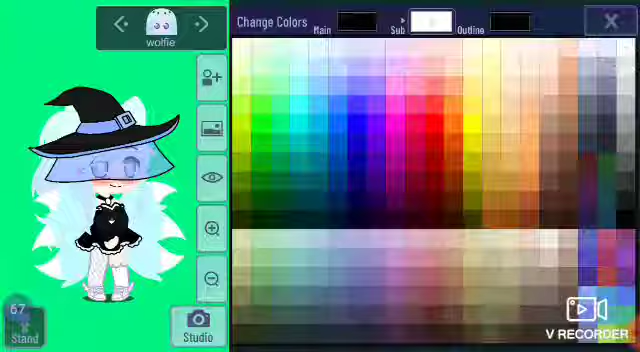 wolfie
Change Colors
Main
Sub
Outline
X
67
Stand
Studio
V RECORDER